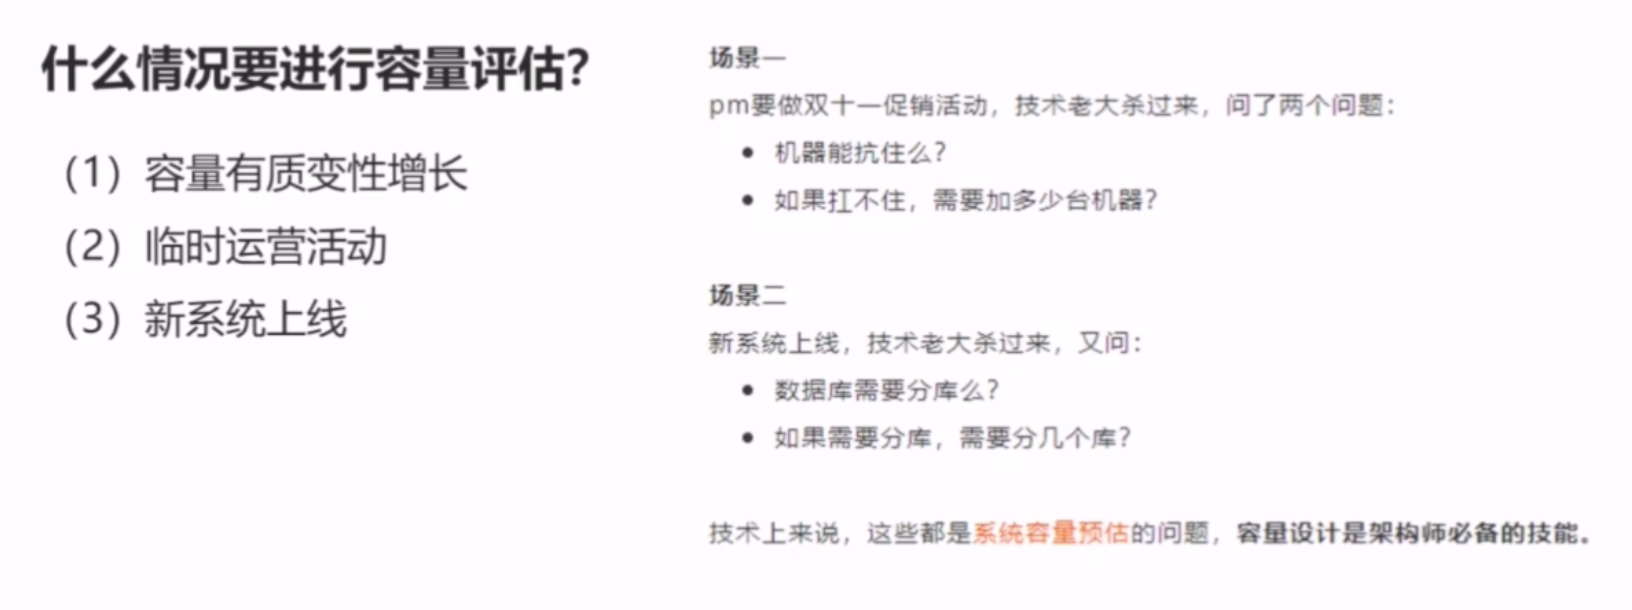 什么情况要进行容量评估？
（1）容量有质变性增长
（2）临时运营活动
（3）新系统上线
场景一
pm要做双十一促销活动，技术老大杀过来，问了两个问题：
• 机器能抗住么？
• 如果扛不住，需要加多少台机器？
场景二
新系统上线，技术老大杀过来，又问：
• 数据库需要分库么？
• 如果需要分库，需要分几个库？
技术上来说，这些都是系统容量预估的问题，容量设计是架构师必备的技能。